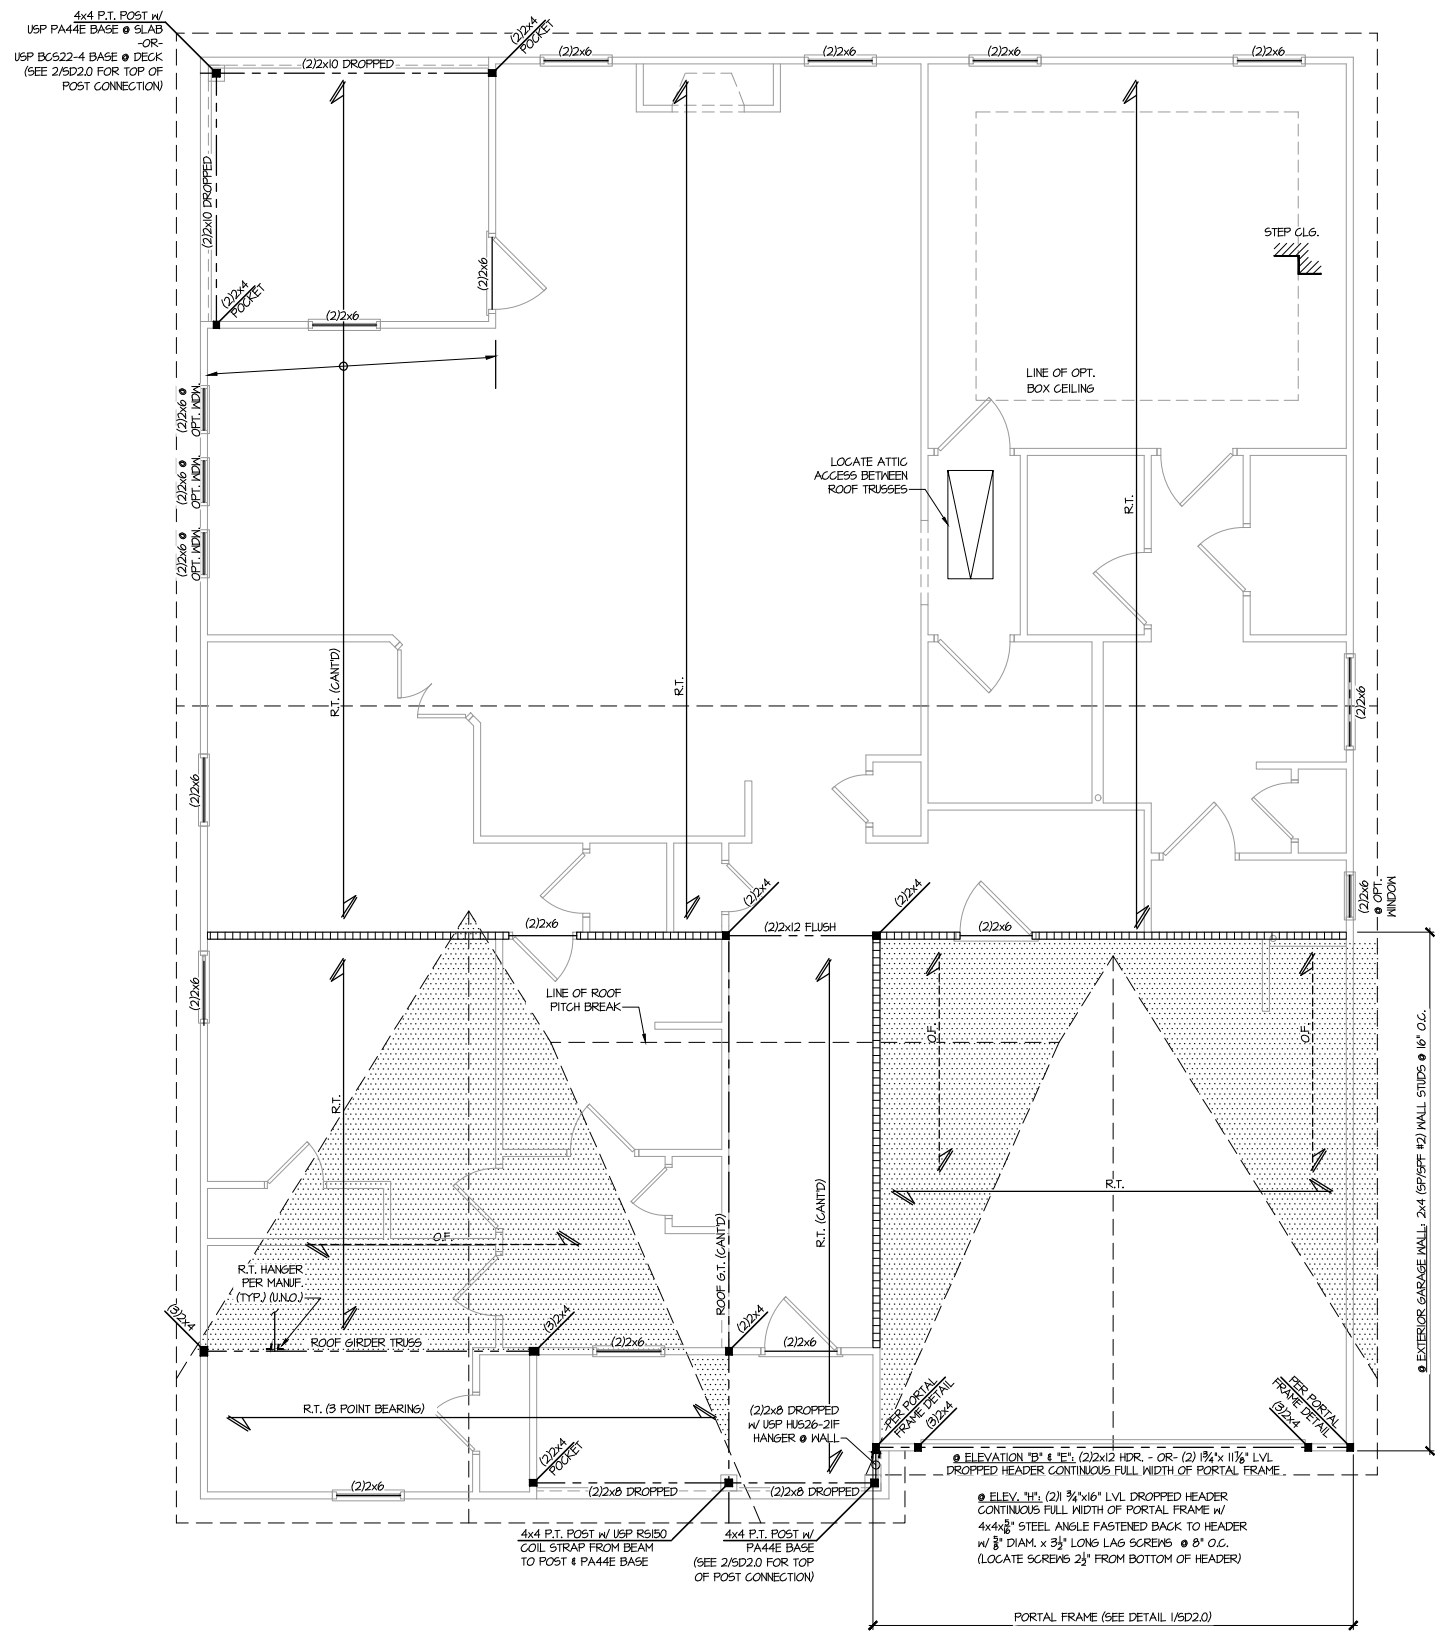 4x4 P.T. POST W/
USP PA44E BASE @ SLAB
-OR-
USP BCS22-4 BASE @ DECK
(SEE 2/SD2.0 FOR TOP OF
POST CONNECTION)
(2)2x10 DROPPED
(2)2x4
POCKET
(2)2x6
(2)2x6
(2)2x6
(2)2x6
(2)2x10 DROPPED
(2)2x4
POCKET
(2)2x6
(2)2x6
STEP CLG.
LINE OF OPT.
BOX CEILING
(2)2x6 @
OPT. WDW.
(2)2x6 @
OPT. WDW.
(2)2x6 @
OPT. WDW.
LOCATE ATTIC
ACCESS BETWEEN
ROOF TRUSSES
R.T.
R.T. (CANT'D)
R.T.
(2)2x6
(2)2x6
(2)2x6
@ OPT.
WINDOW
(2)2x4
(2)2x4
(2)2x6
(2)2x12 FLUSH
(2)2x6
(2)2x6
LINE OF ROOF
PITCH BREAK
O.F.
O.F.
R.T.
R.T.
R.T. (CANT'D)
ROOF G.T. (CANT'D)
O.F.
@ EXTERIOR GARAGE WALL: 2x4 (SP/SPF #2) WALL STUDS @ 16" O.C.
R.T. HANGER
PER MANUF.
(TYP.) (U.N.O.)
(3)2x4
ROOF GIRDER TRUSS
(3)2x4
(2)2x6
(2)2x4
(2)2x6
R.T. (3 POINT BEARING)
(2)2x8 DROPPED
W/ USP HUS26-2IF
HANGER @ WALL
PER PORTAL
FRAME DETAIL
(3)2x4
(3)2x4
PER PORTAL
FRAME DETAIL
(2)2x4
POCKET
(2)2x6
(2)2x8 DROPPED
(2)2x8 DROPPED
@ ELEVATION "B" & "E": (2)2x12 HDR. - OR- (2) 1¾"x 11⅞" LVL
DROPPED HEADER CONTINUOUS FULL WIDTH OF PORTAL FRAME
@ ELEV. "H": (2)1 ¾"x16" LVL DROPPED HEADER
CONTINUOUS FULL WIDTH OF PORTAL FRAME W/
4x4x5/16" STEEL ANGLE FASTENED BACK TO HEADER
W/ ⅝" DIAM. x 3½" LONG LAG SCREWS @ 8" O.C.
(LOCATE SCREWS 2½" FROM BOTTOM OF HEADER)
4x4 P.T. POST W/ USP RS150
COIL STRAP FROM BEAM
TO POST & PA44E BASE
4x4 P.T. POST W/
PA44E BASE
(SEE 2/SD2.0 FOR TOP
OF POST CONNECTION)
PORTAL FRAME (SEE DETAIL 1/SD2.0)